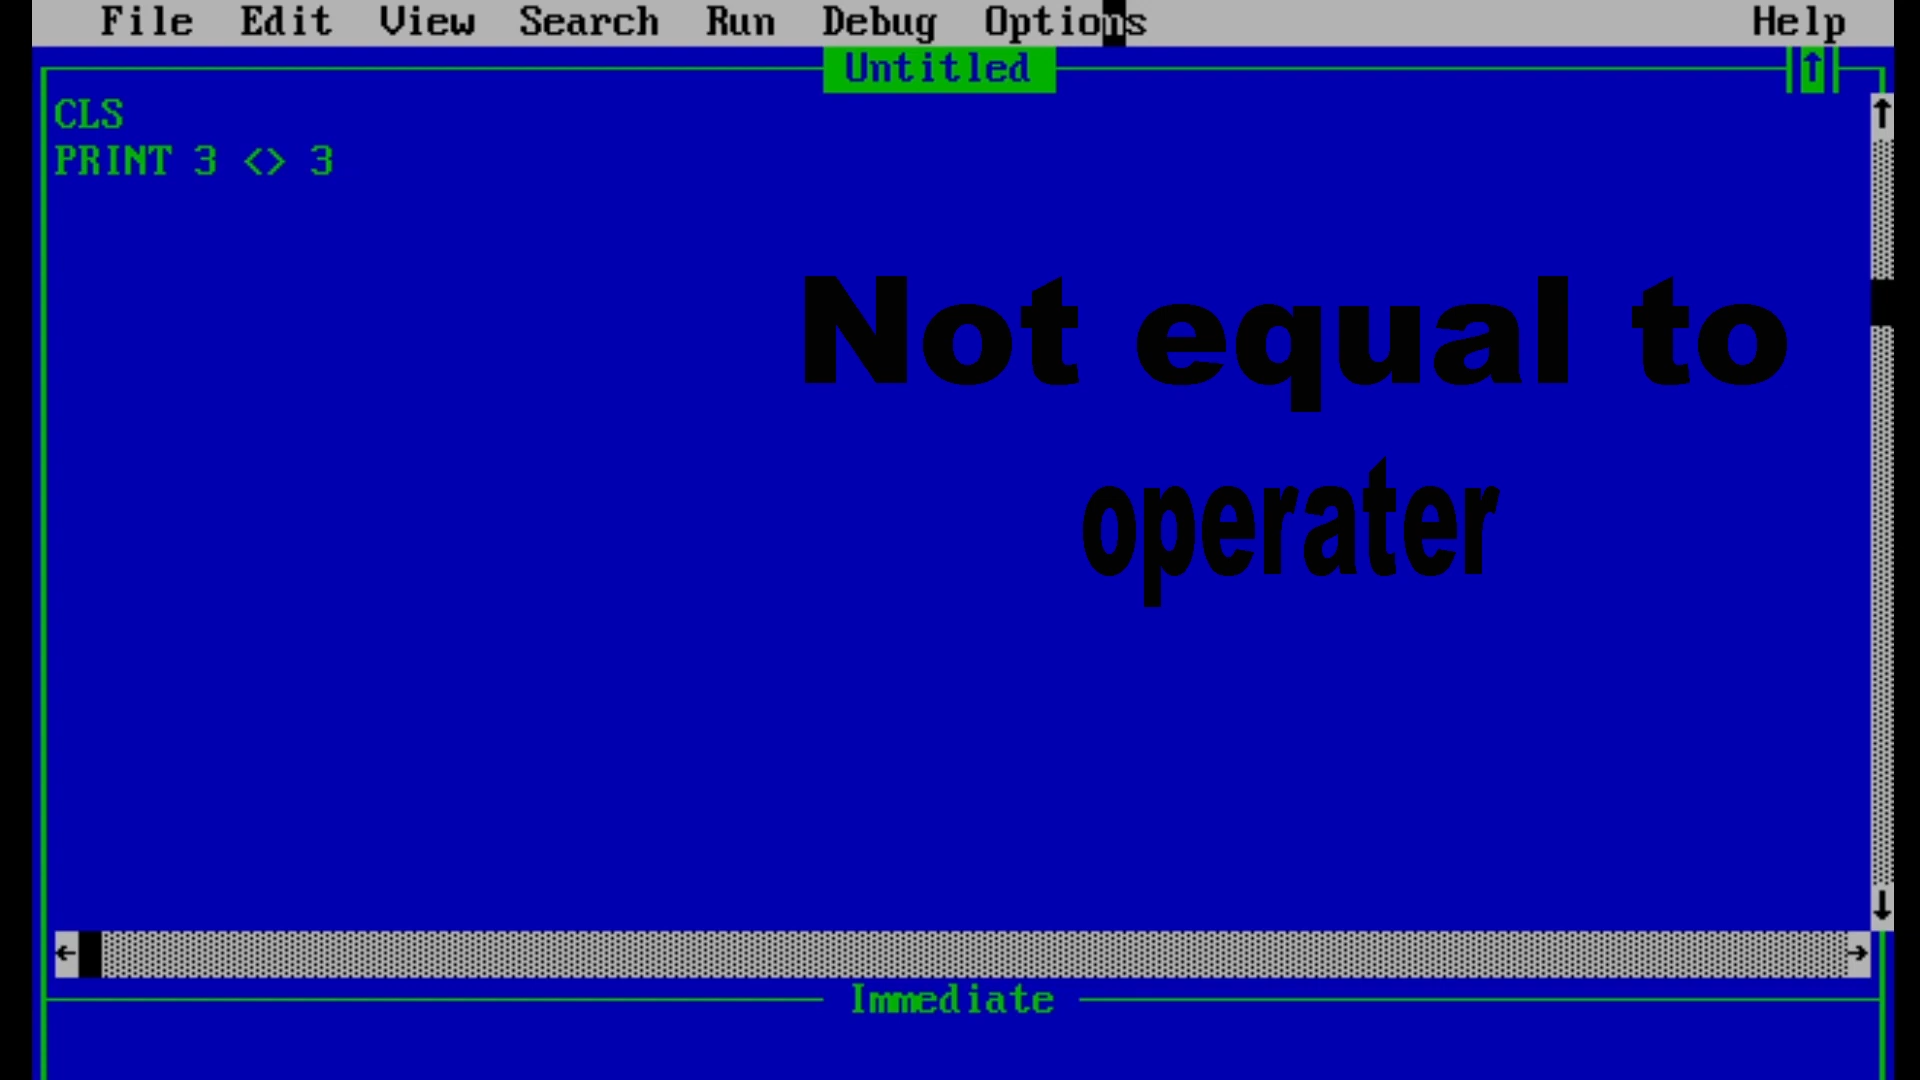 File Edit View Search Run Debug Options Help
Untitled ↑
CLS
PRINT 3 <> 3
Not equal to
operater
Immediate